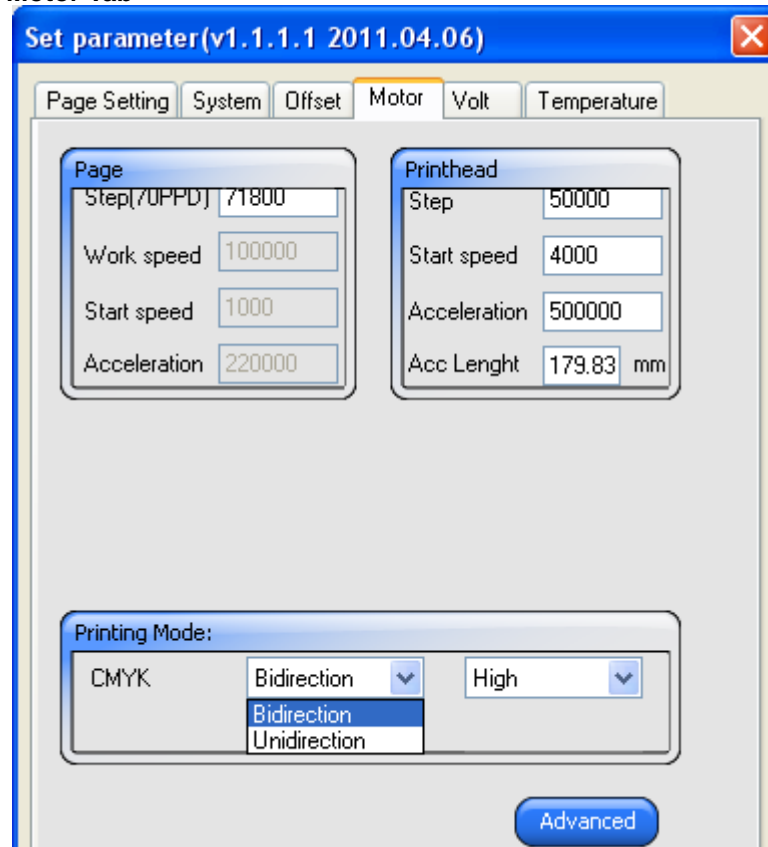 Motor Tab
Set parameter(v1.1.1.1 2011.04.06)
Page Setting System Offset Motor Volt Temperature
Page
Step(70PPD) 71800
Work speed 100000
Start speed 1000
Acceleration 220000
Printhead
Step 50000
Start speed 4000
Acceleration 500000
Acc Lenght 179.83 mm
Printing Mode:
CMYK Bidirection High
Bidirection
Unidirection
Advanced